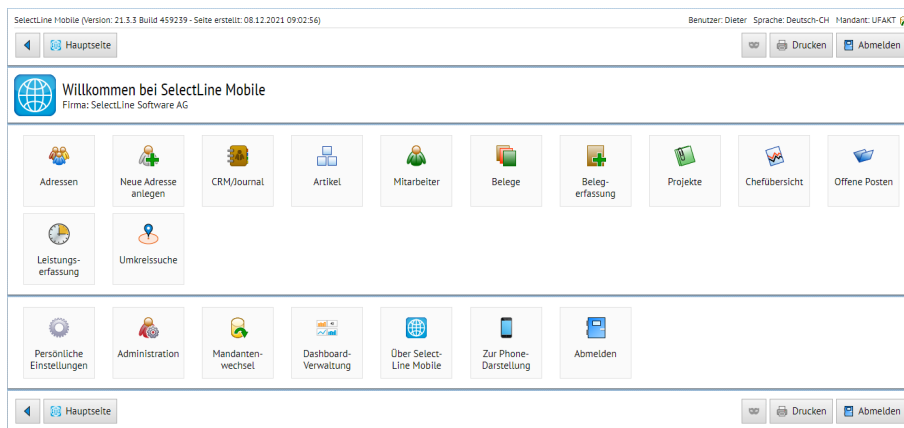 SelectLine Mobile (Version: 21.3.3 Build 459239 - Seite erstellt: 08.12.2021 09:02:56)
Benutzer: Dieter Sprache: Deutsch-CH Mandant: UFAKT
Hauptseite
Drucken
Abmelden
Willkommen bei SelectLine Mobile
Firma: SelectLine Software AG
Adressen
Neue Adresse
anlegen
CRM/Journal
Artikel
Mitarbeiter
Belege
Beleg-
erfassung
Projekte
Chefübersicht
Offene Posten
Leistungs-
erfassung
Umkreissuche
Persönliche
Einstellungen
Administration
Mandanten-
wechsel
Dashboard-
Verwaltung
Über Select-
Line Mobile
Zur Phone-
Darstellung
Abmelden
Hauptseite
Drucken
Abmelden